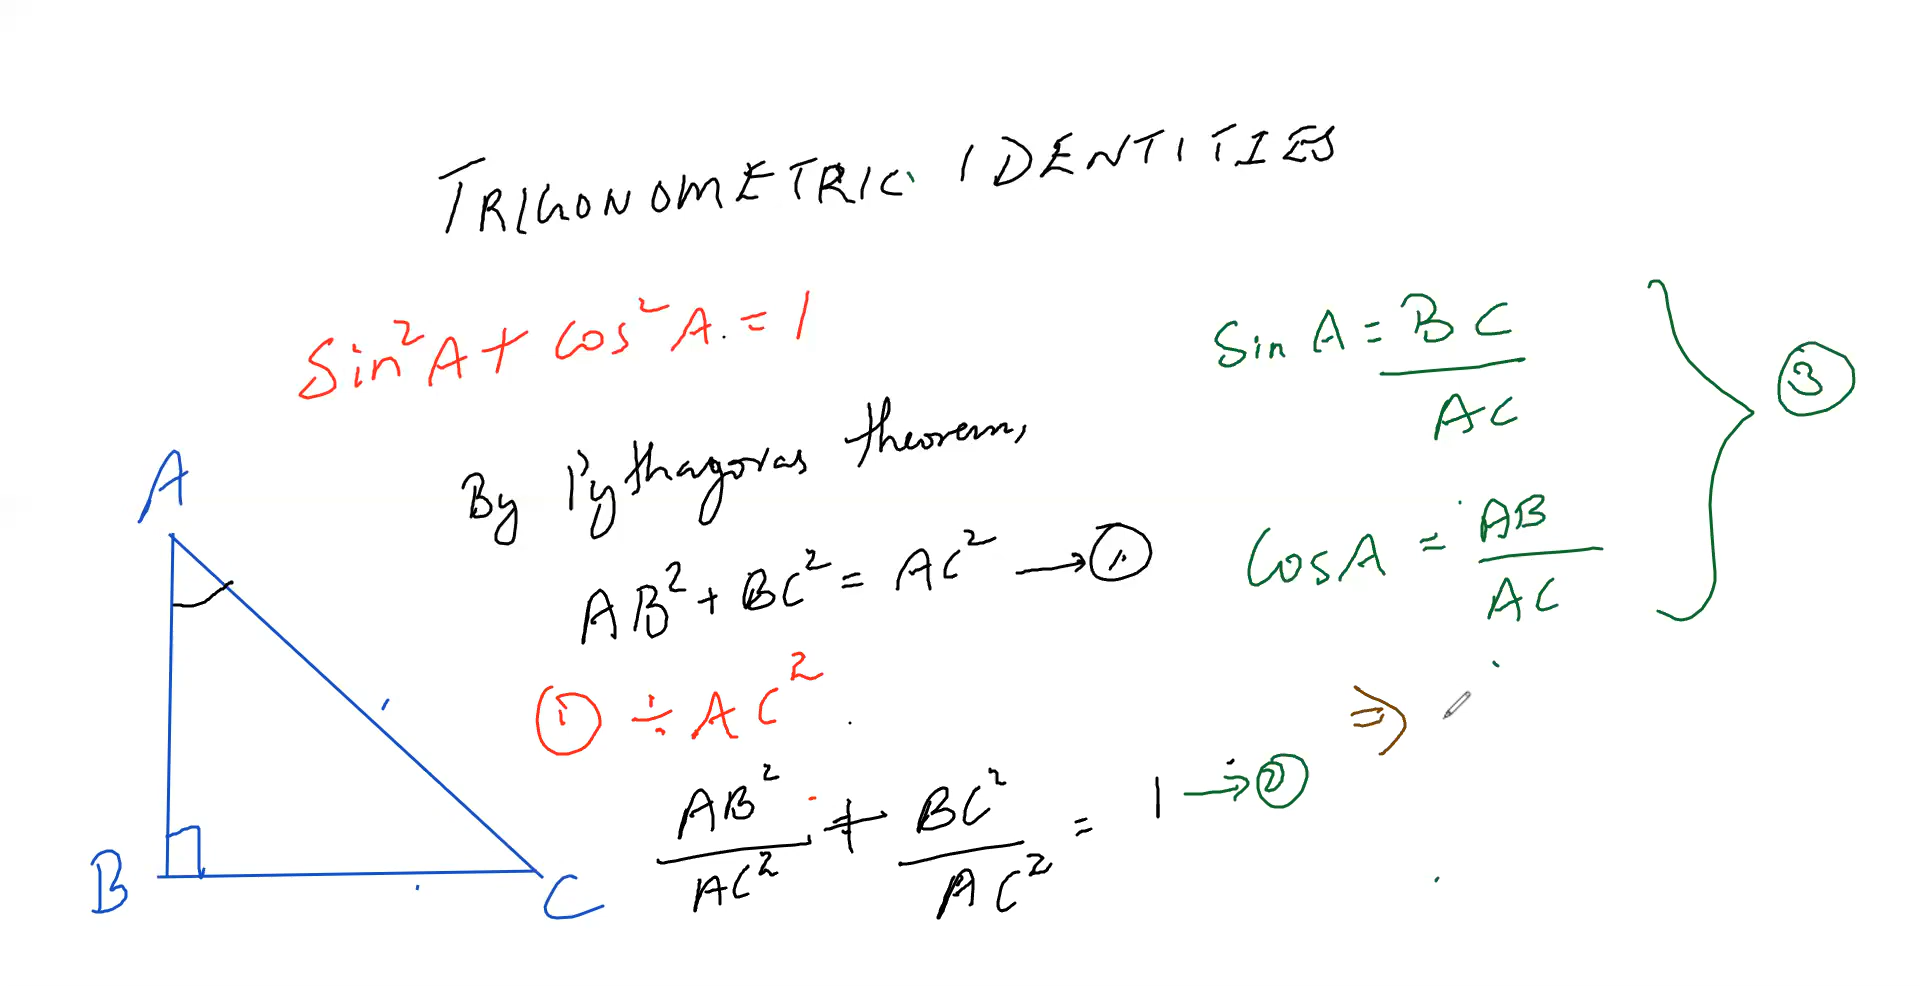 TRIGONOMETRIC IDENTITIES
Sin²A + Cos²A = 1
Sin A = BC / AC
③
By Pythagoras theorem,
AB² + BC² = AC² → ①
Cos A = AB / AC
① ÷ AC²
⇒
AB² / AC² + BC² / AC² = 1 → ②
A
B
C